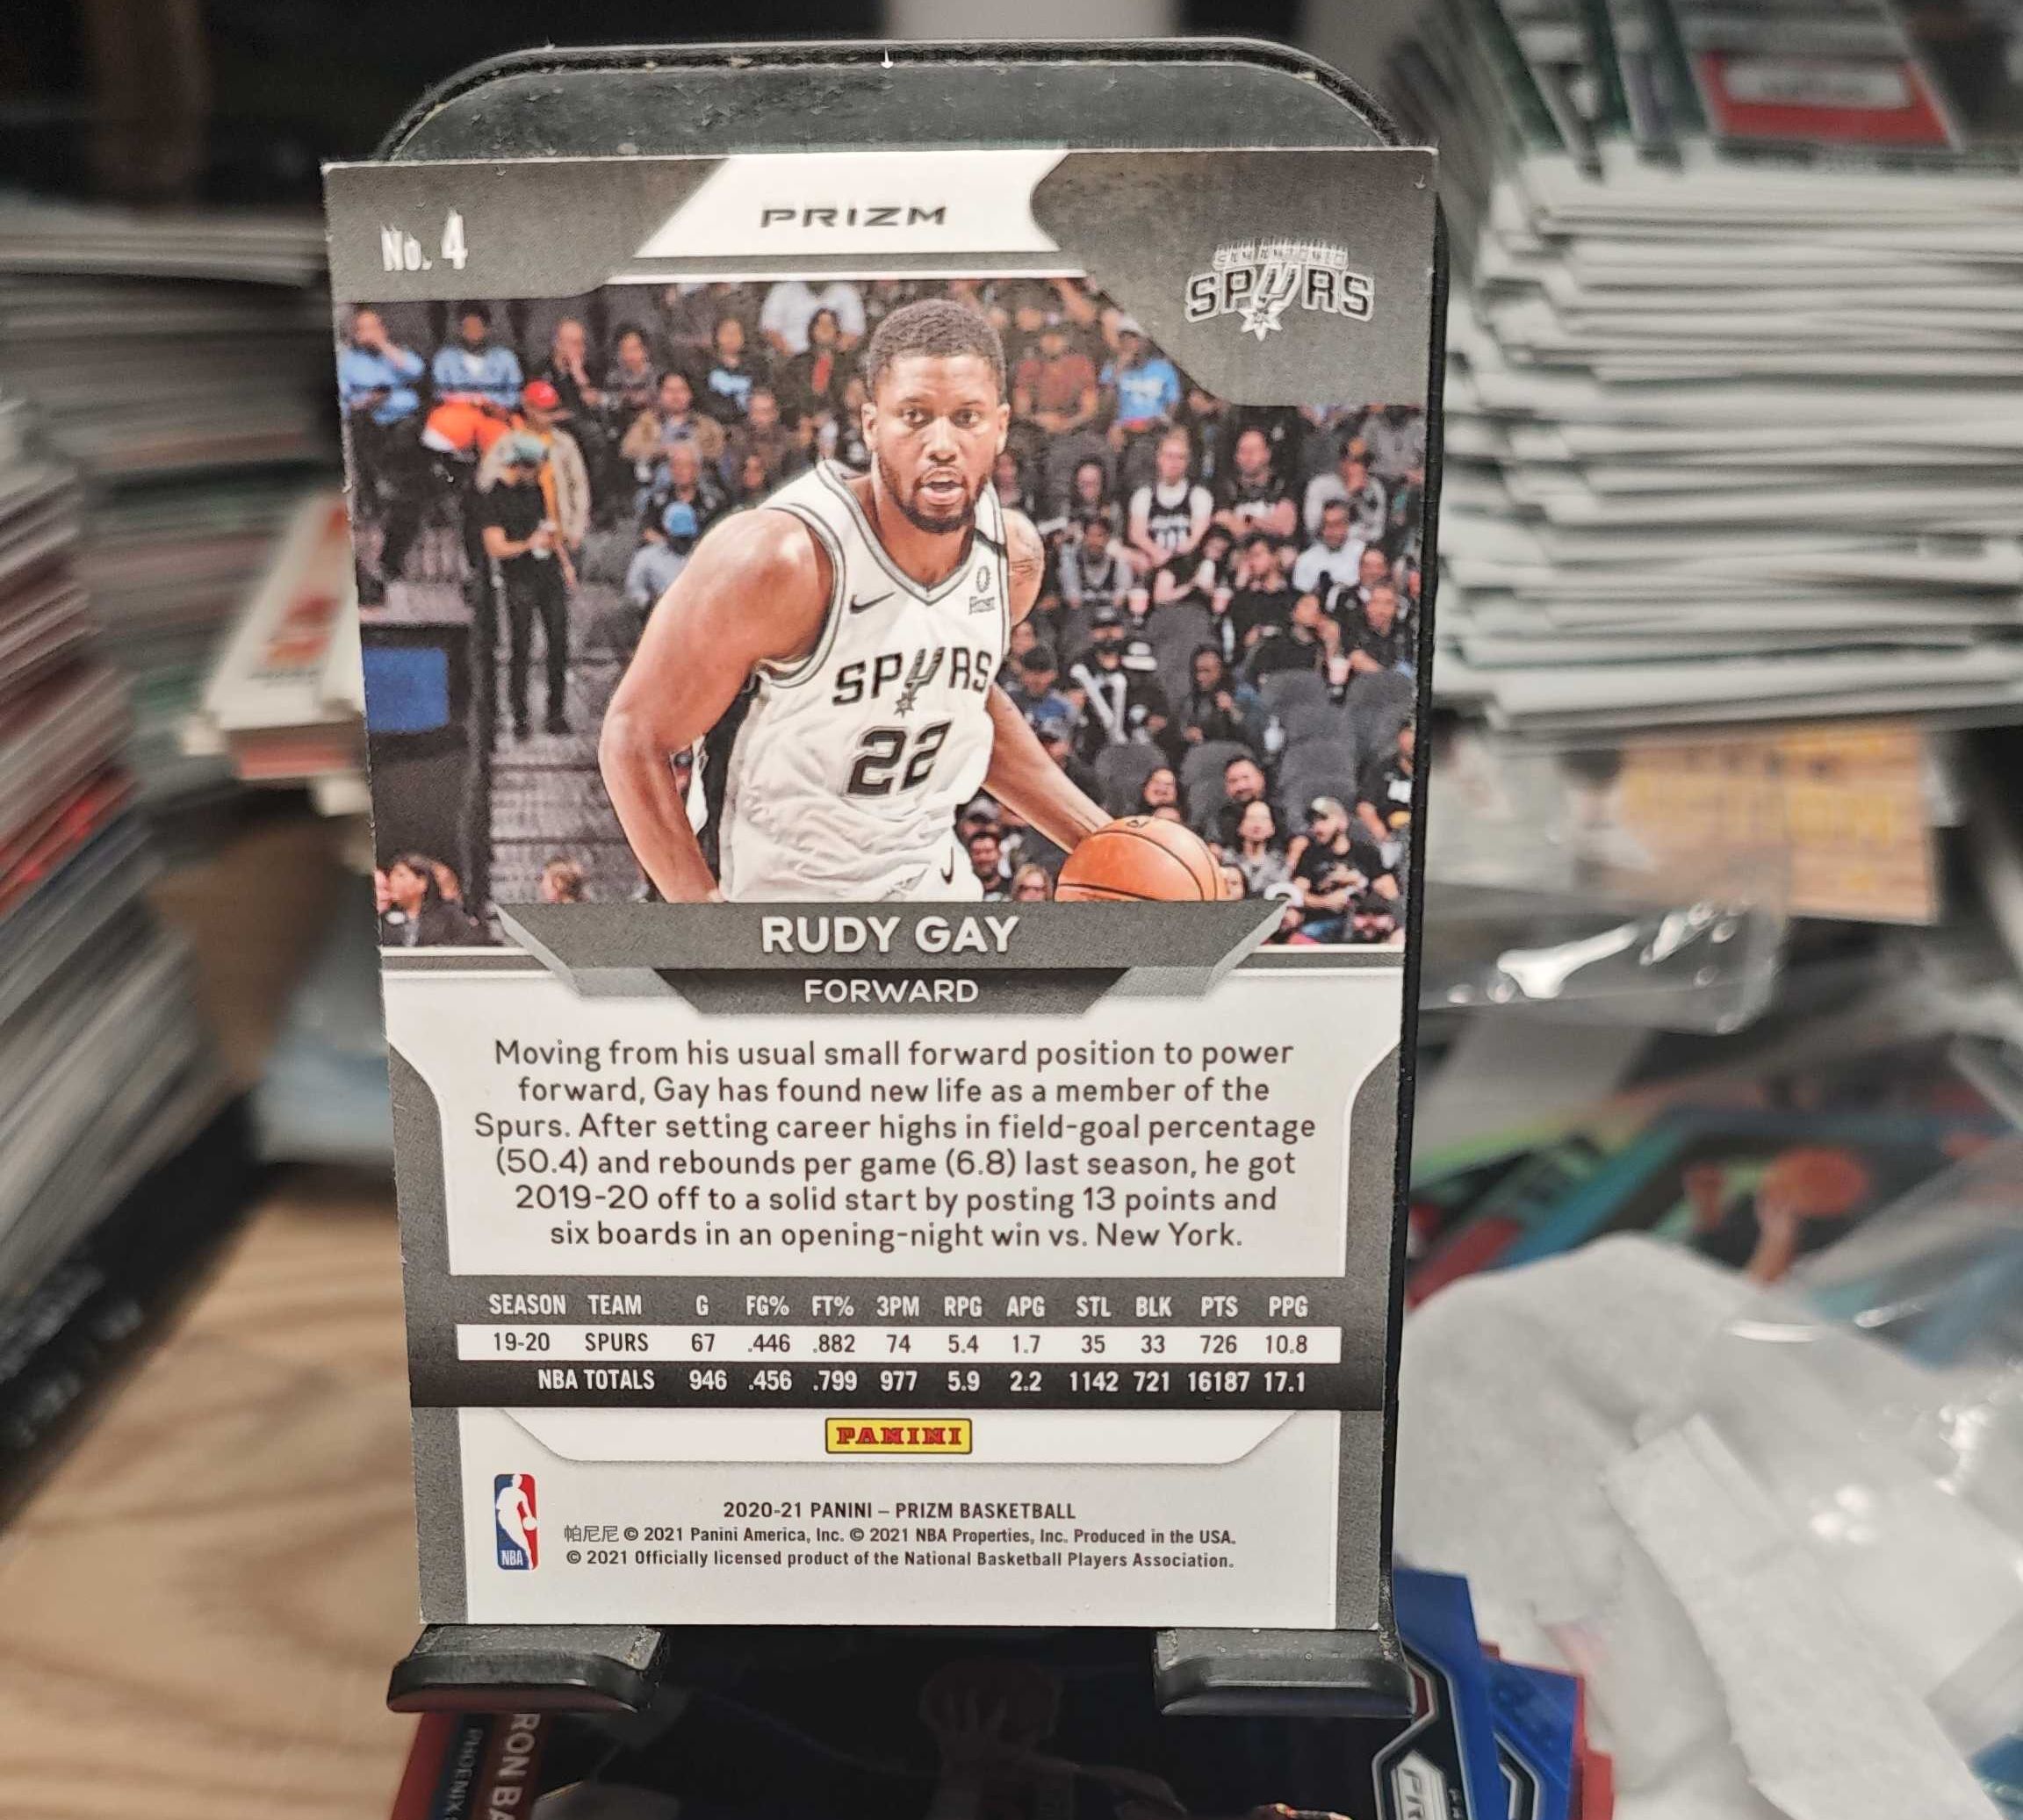 No. 4
PRIZM
SAN ANTONIO
SPURS
SPURS
22
RUDY GAY
FORWARD
Moving from his usual small forward position to power
forward, Gay has found new life as a member of the
Spurs. After setting career highs in field-goal percentage
(50.4) and rebounds per game (6.8) last season, he got
2019-20 off to a solid start by posting 13 points and
six boards in an opening-night win vs. New York.
SEASON TEAM G FG% FT% 3PM RPG APG STL BLK PTS PPG
19-20 SPURS 67 .446 .882 74 5.4 1.7 35 33 726 10.8
NBA TOTALS 946 .456 .799 977 5.9 2.2 1142 721 16187 17.1
PANINI
NBA
2020-21 PANINI – PRIZM BASKETBALL
帕尼尼 © 2021 Panini America, Inc. © 2021 NBA Properties, Inc. Produced in the USA.
© 2021 Officially licensed product of the National Basketball Players Association.
PHOENIX